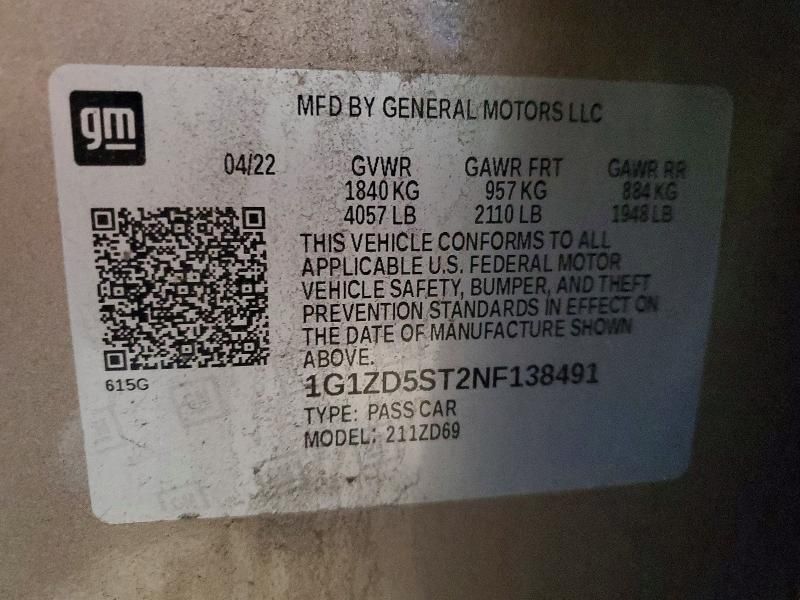 gm
MFD BY GENERAL MOTORS LLC
04/22 GVWR GAWR FRT GAWR RR
1840 KG 957 KG 884 KG
4057 LB 2110 LB 1948 LB
THIS VEHICLE CONFORMS TO ALL
APPLICABLE U.S. FEDERAL MOTOR
VEHICLE SAFETY, BUMPER, AND THEFT
PREVENTION STANDARDS IN EFFECT ON
THE DATE OF MANUFACTURE SHOWN
ABOVE.
615G
1G1ZD5ST2NF138491
TYPE: PASS CAR
MODEL: 211ZD69